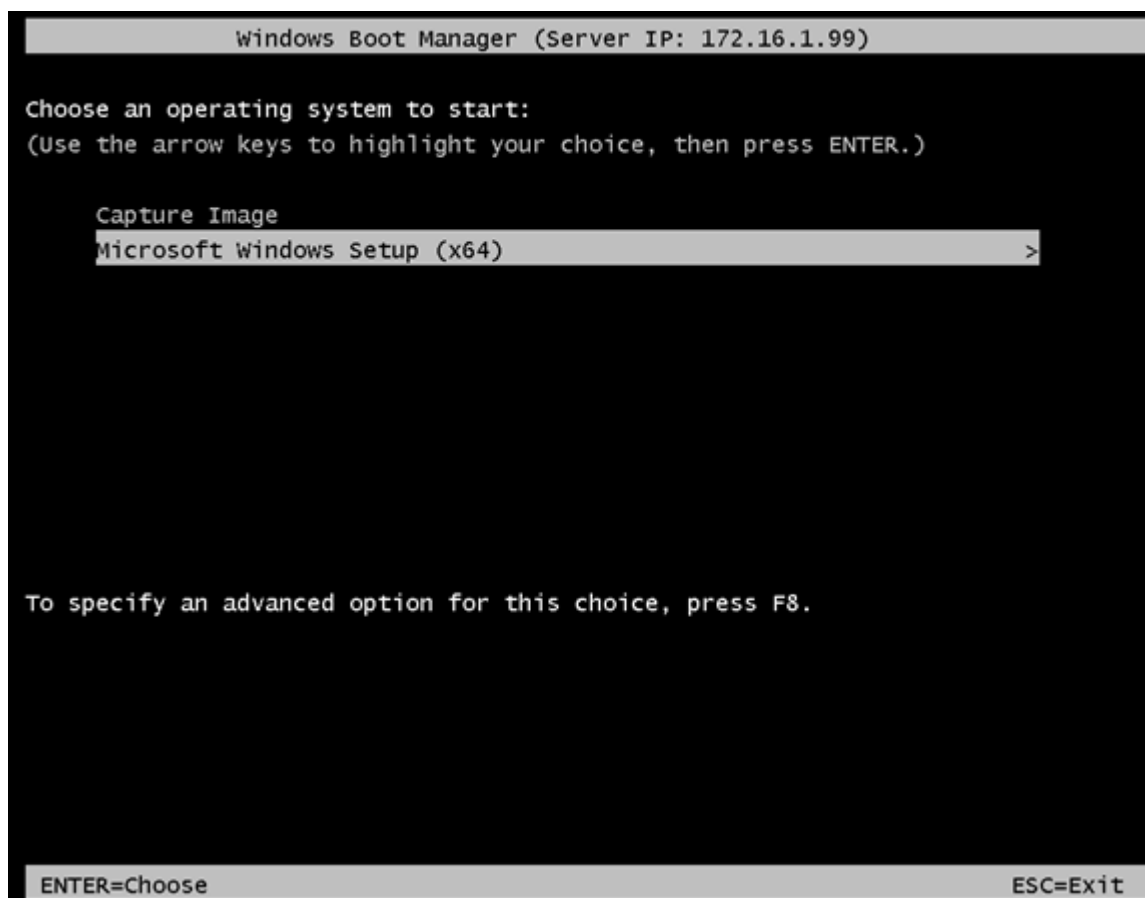 Windows Boot Manager (Server IP: 172.16.1.99)
Choose an operating system to start:
(Use the arrow keys to highlight your choice, then press ENTER.)
Capture Image
Microsoft Windows Setup (x64) >
To specify an advanced option for this choice, press F8.
ENTER=Choose ESC=Exit